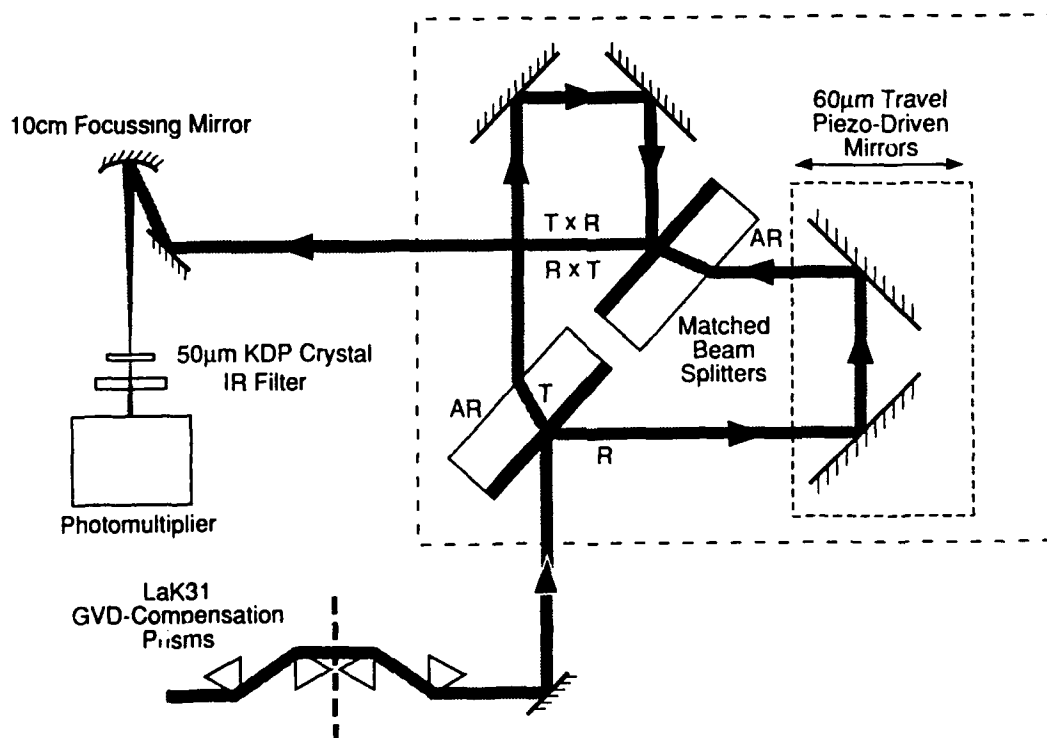 10cm Focussing Mirror
60µm Travel
Piezo-Driven
Mirrors
T x R
R x T
AR
Matched
Beam
Splitters
50µm KDP Crystal
IR Filter
AR
T
R
Photomultiplier
LaK31
GVD-Compensation
Prisms